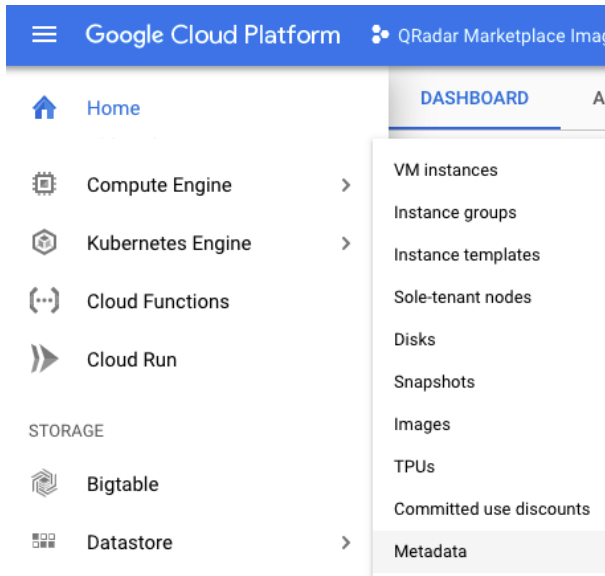 Google Cloud Platform QRadar Marketplace Imag
Home
Compute Engine
Kubernetes Engine
Cloud Functions
Cloud Run
STORAGE
Bigtable
Datastore
DASHBOARD A
VM instances
Instance groups
Instance templates
Sole-tenant nodes
Disks
Snapshots
Images
TPUs
Committed use discounts
Metadata